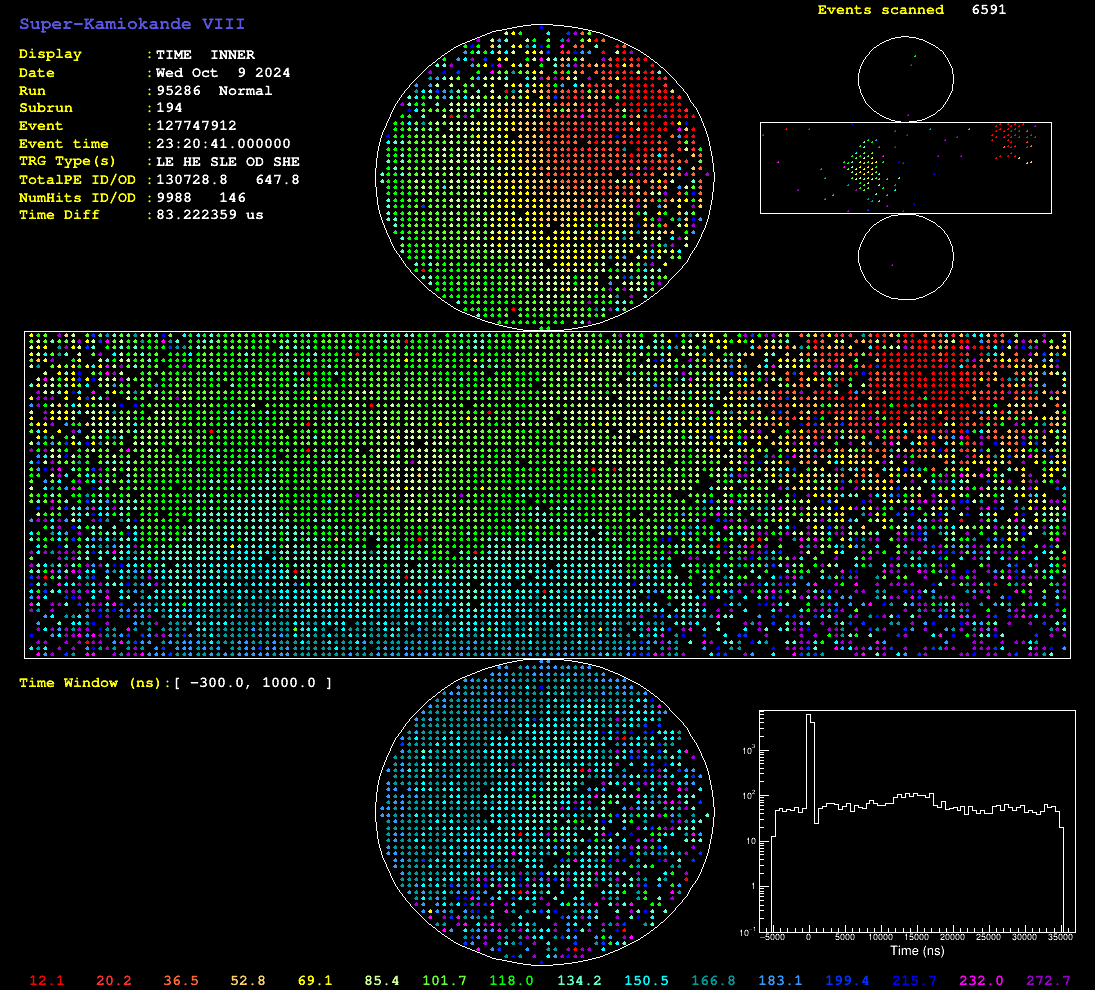 Super-Kamiokande VIII
Events scanned 6591
Display : TIME INNER
Date : Wed Oct 9 2024
Run : 95286 Normal
Subrun : 194
Event : 127747912
Event time : 23:20:41.000000
TRG Type(s) : LE HE SLE OD SHE
TotalPE ID/OD : 130728.8 647.8
NumHits ID/OD : 9988 146
Time Diff : 83.222359 us
Time Window (ns):[ -300.0, 1000.0 ]
10^3
10^2
10
1
10^-1
-5000 0 5000 10000 15000 20000 25000 30000 35000
Time (ns)
12.1 20.2 36.5 52.8 69.1 85.4 101.7 118.0 134.2 150.5 166.8 183.1 199.4 215.7 232.0 272.7